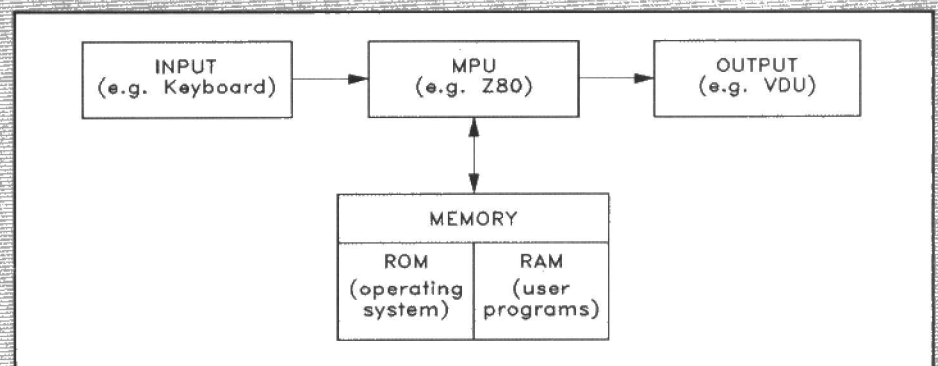 INPUT
(e.g. Keyboard)
MPU
(e.g. Z80)
OUTPUT
(e.g. VDU)
MEMORY
ROM
(operating
system)
RAM
(user
programs)